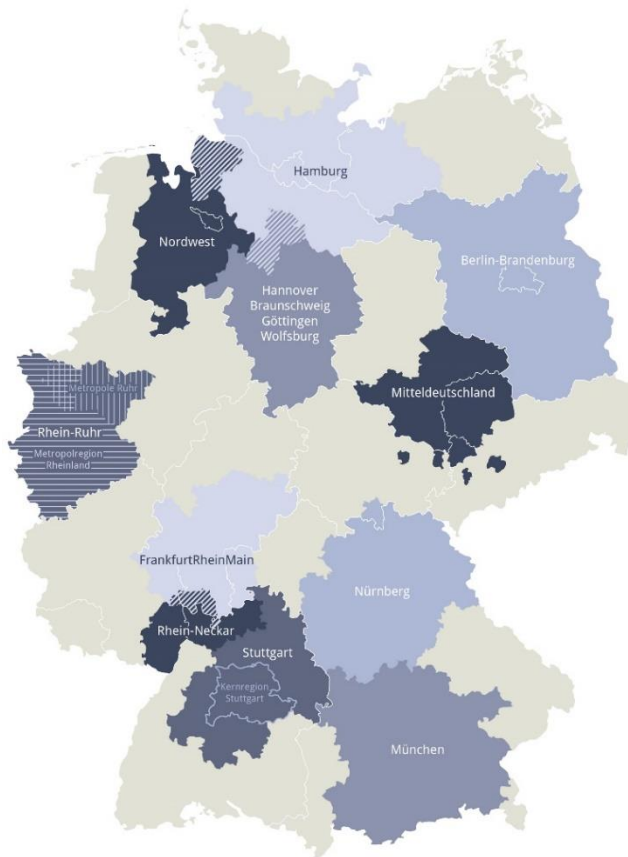 Hamburg
Nordwest
Berlin-Brandenburg
Hannover
Braunschweig
Göttingen
Wolfsburg
Metropole Ruhr
Mitteldeutschland
Rhein-Ruhr
Metropolregion
Rheinland
FrankfurtRheinMain
Nürnberg
Rhein-Neckar
Stuttgart
Kernregion
Stuttgart
München